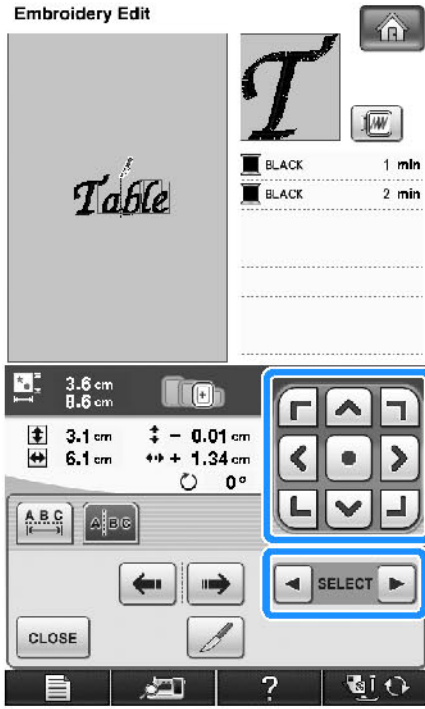 Embroidery Edit
T
BLACK 1 min
BLACK 2 min
Table
3.6 cm
8.6 cm
3.1 cm - 0.01 cm
6.1 cm + 1.34 cm
0°
ABC
A BC
SELECT
CLOSE
?